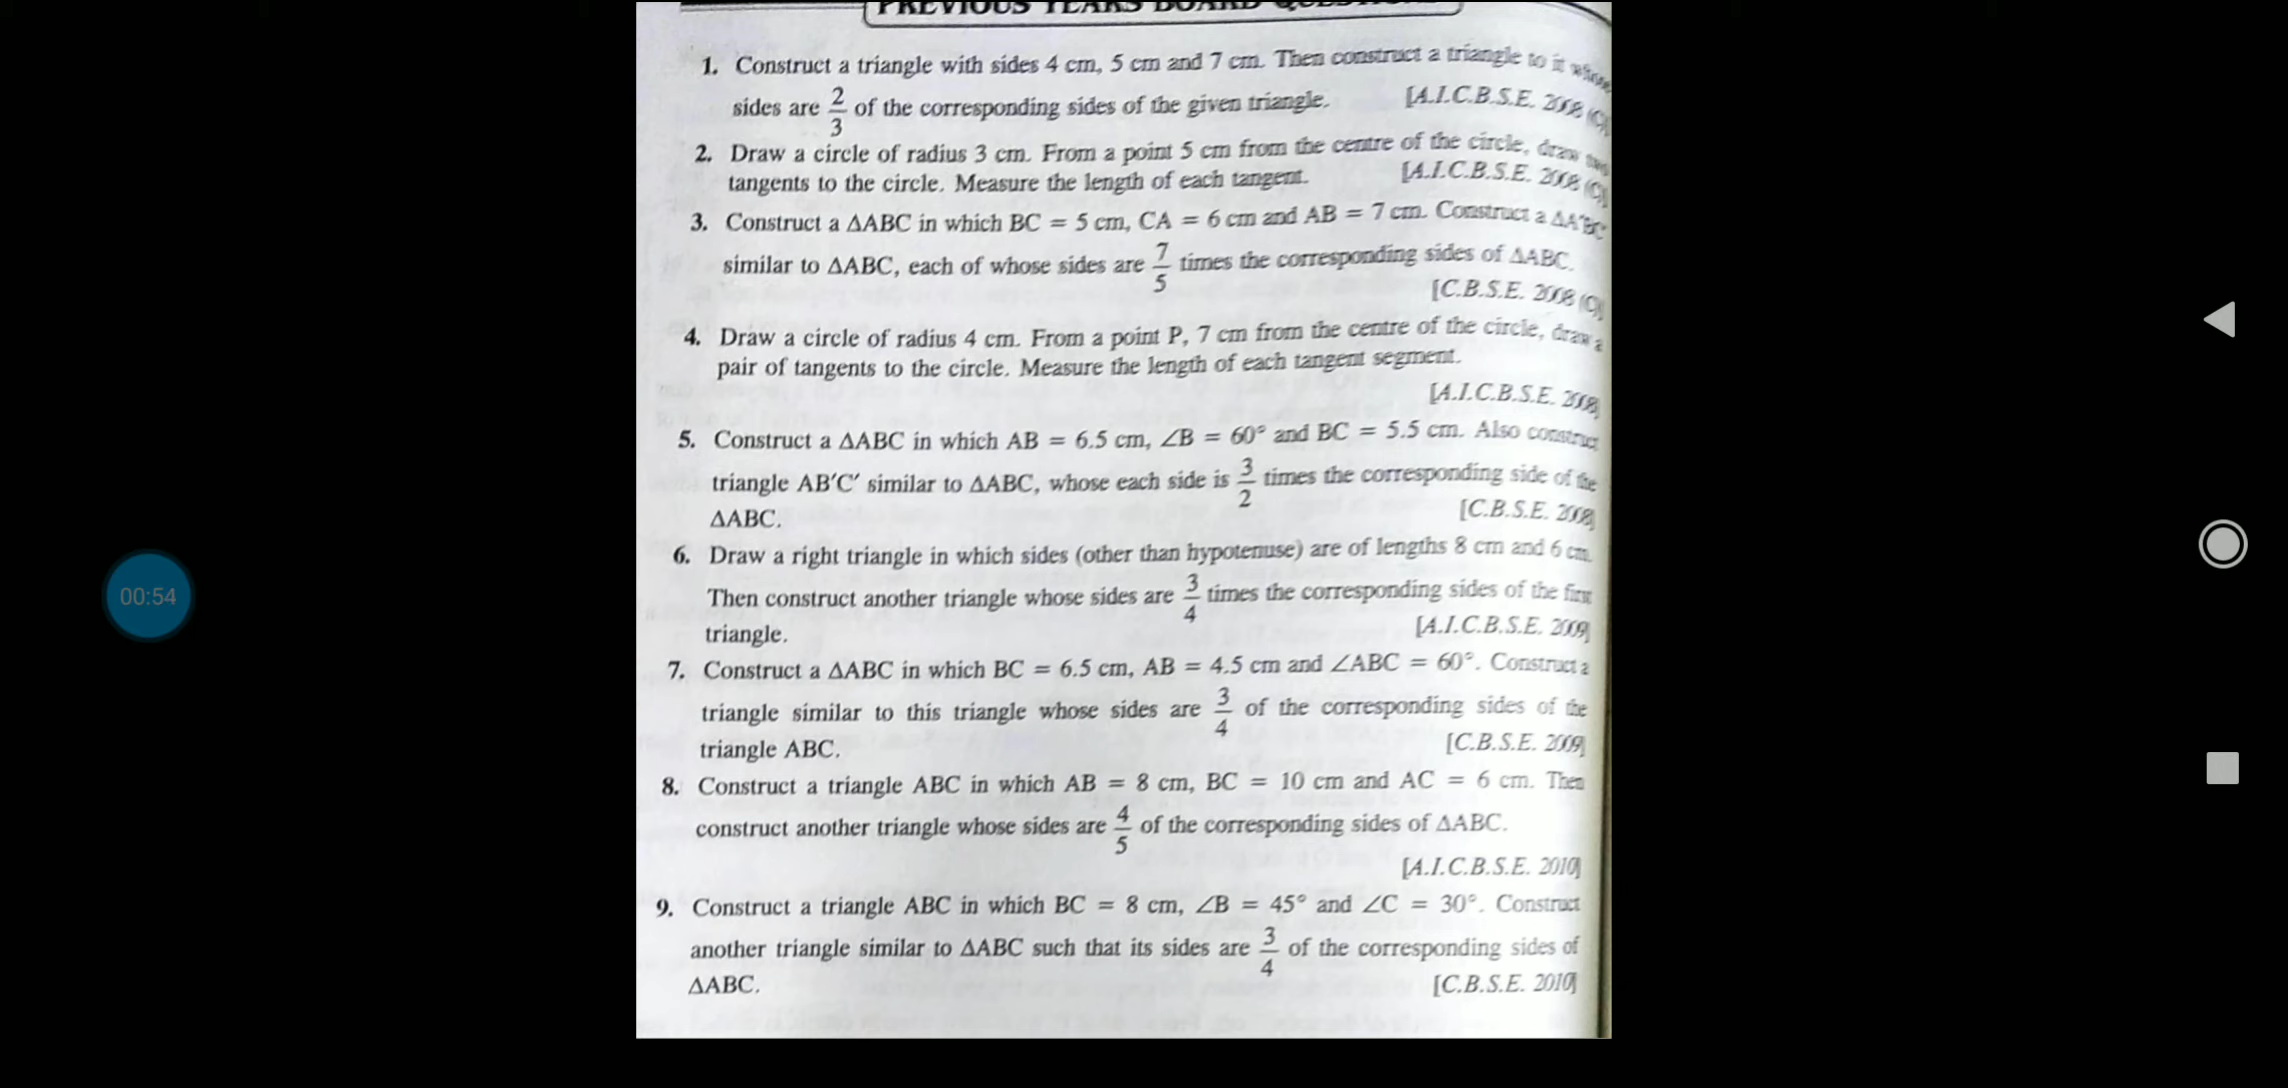 PREVIOUS YEARS BOARD QUESTIONS
1. Construct a triangle with sides 4 cm, 5 cm and 7 cm. Then construct a triangle to it whose
sides are 2/3 of the corresponding sides of the given triangle. [A.I.C.B.S.E. 2008 (C)]
2. Draw a circle of radius 3 cm. From a point 5 cm from the centre of the circle, draw two
tangents to the circle. Measure the length of each tangent. [A.I.C.B.S.E. 2008 (C)]
3. Construct a ΔABC in which BC = 5 cm, CA = 6 cm and AB = 7 cm. Construct a
similar to ΔABC, each of whose sides are 7/5 times the corresponding sides of ΔABC.
[C.B.S.E. 2008 (C)]
4. Draw a circle of radius 4 cm. From a point P, 7 cm from the centre of the circle, draw a
pair of tangents to the circle. Measure the length of each tangent segment.
[A.I.C.B.S.E. 2008]
5. Construct a ΔABC in which AB = 6.5 cm, ∠B = 60° and BC = 5.5 cm. Also construct
triangle AB′C′ similar to ΔABC, whose each side is 3/2 times the corresponding side of the
ΔABC. [C.B.S.E. 2008]
6. Draw a right triangle in which sides (other than hypotenuse) are of lengths 8 cm and 6 cm.
Then construct another triangle whose sides are 3/4 times the corresponding sides of the first
triangle. [A.I.C.B.S.E. 2009]
00:54
7. Construct a ΔABC in which BC = 6.5 cm, AB = 4.5 cm and ∠ABC = 60°. Construct a
triangle similar to this triangle whose sides are 3/4 of the corresponding sides of the
triangle ABC. [C.B.S.E. 2009]
8. Construct a triangle ABC in which AB = 8 cm, BC = 10 cm and AC = 6 cm. Then
construct another triangle whose sides are 4/5 of the corresponding sides of ΔABC.
[A.I.C.B.S.E. 2010]
9. Construct a triangle ABC in which BC = 8 cm, ∠B = 45° and ∠C = 30°. Construct
another triangle similar to ΔABC such that its sides are 3/4 of the corresponding sides of
ΔABC. [C.B.S.E. 2010]